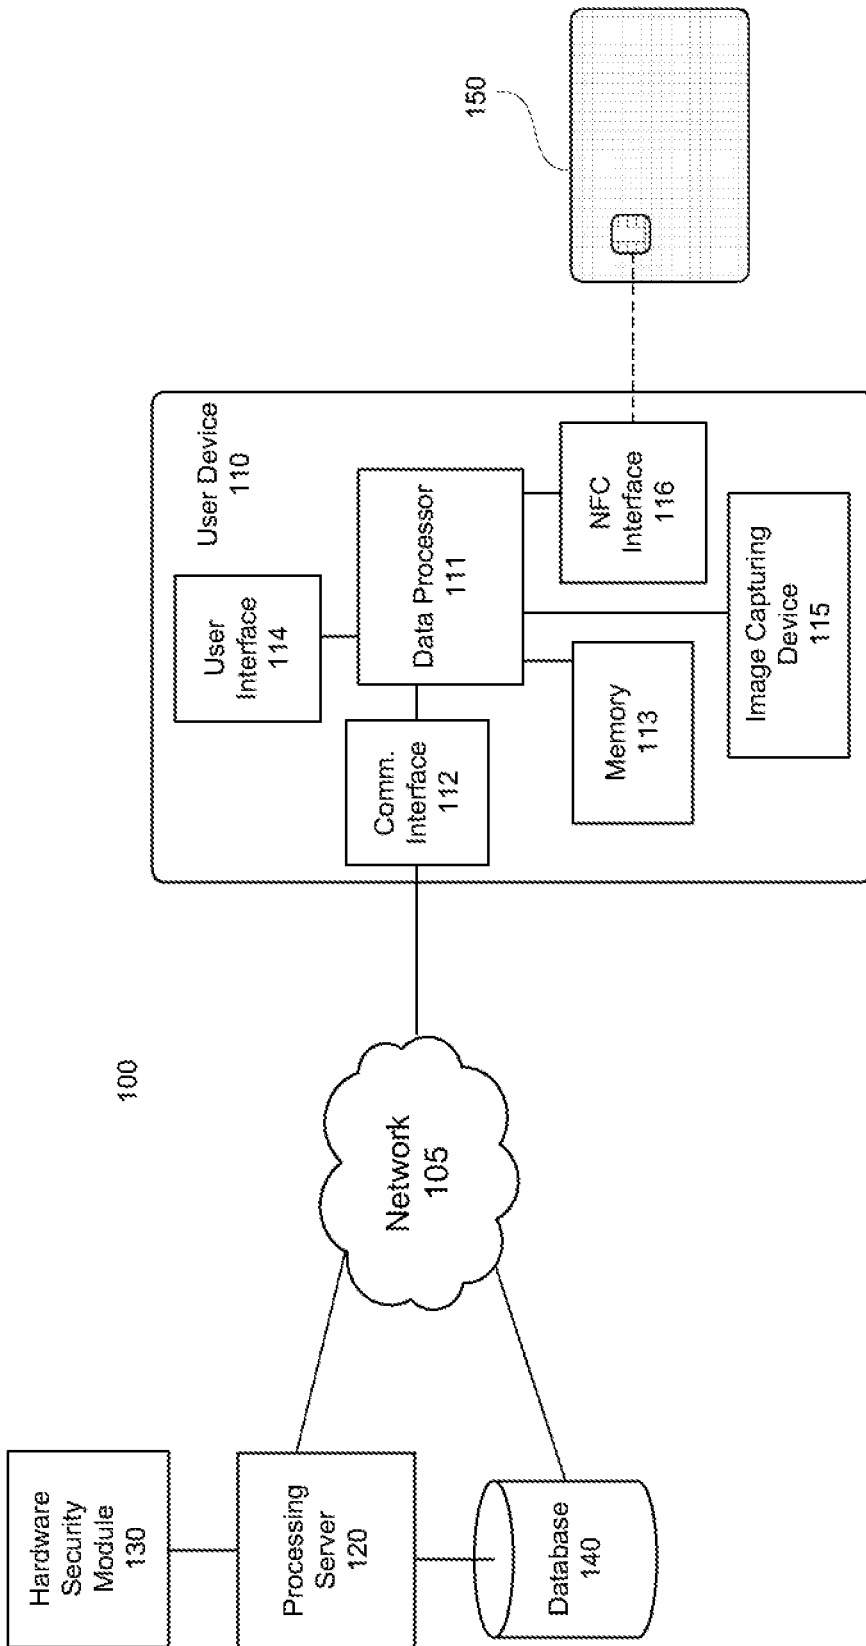 100
Hardware
Security
Module
130
Processing
Server
120
Database
140
Network
105
User Device
110
User
Interface
114
Comm.
Interface
112
Data Processor
111
Memory
113
NFC
Interface
116
Image Capturing
Device
115
150